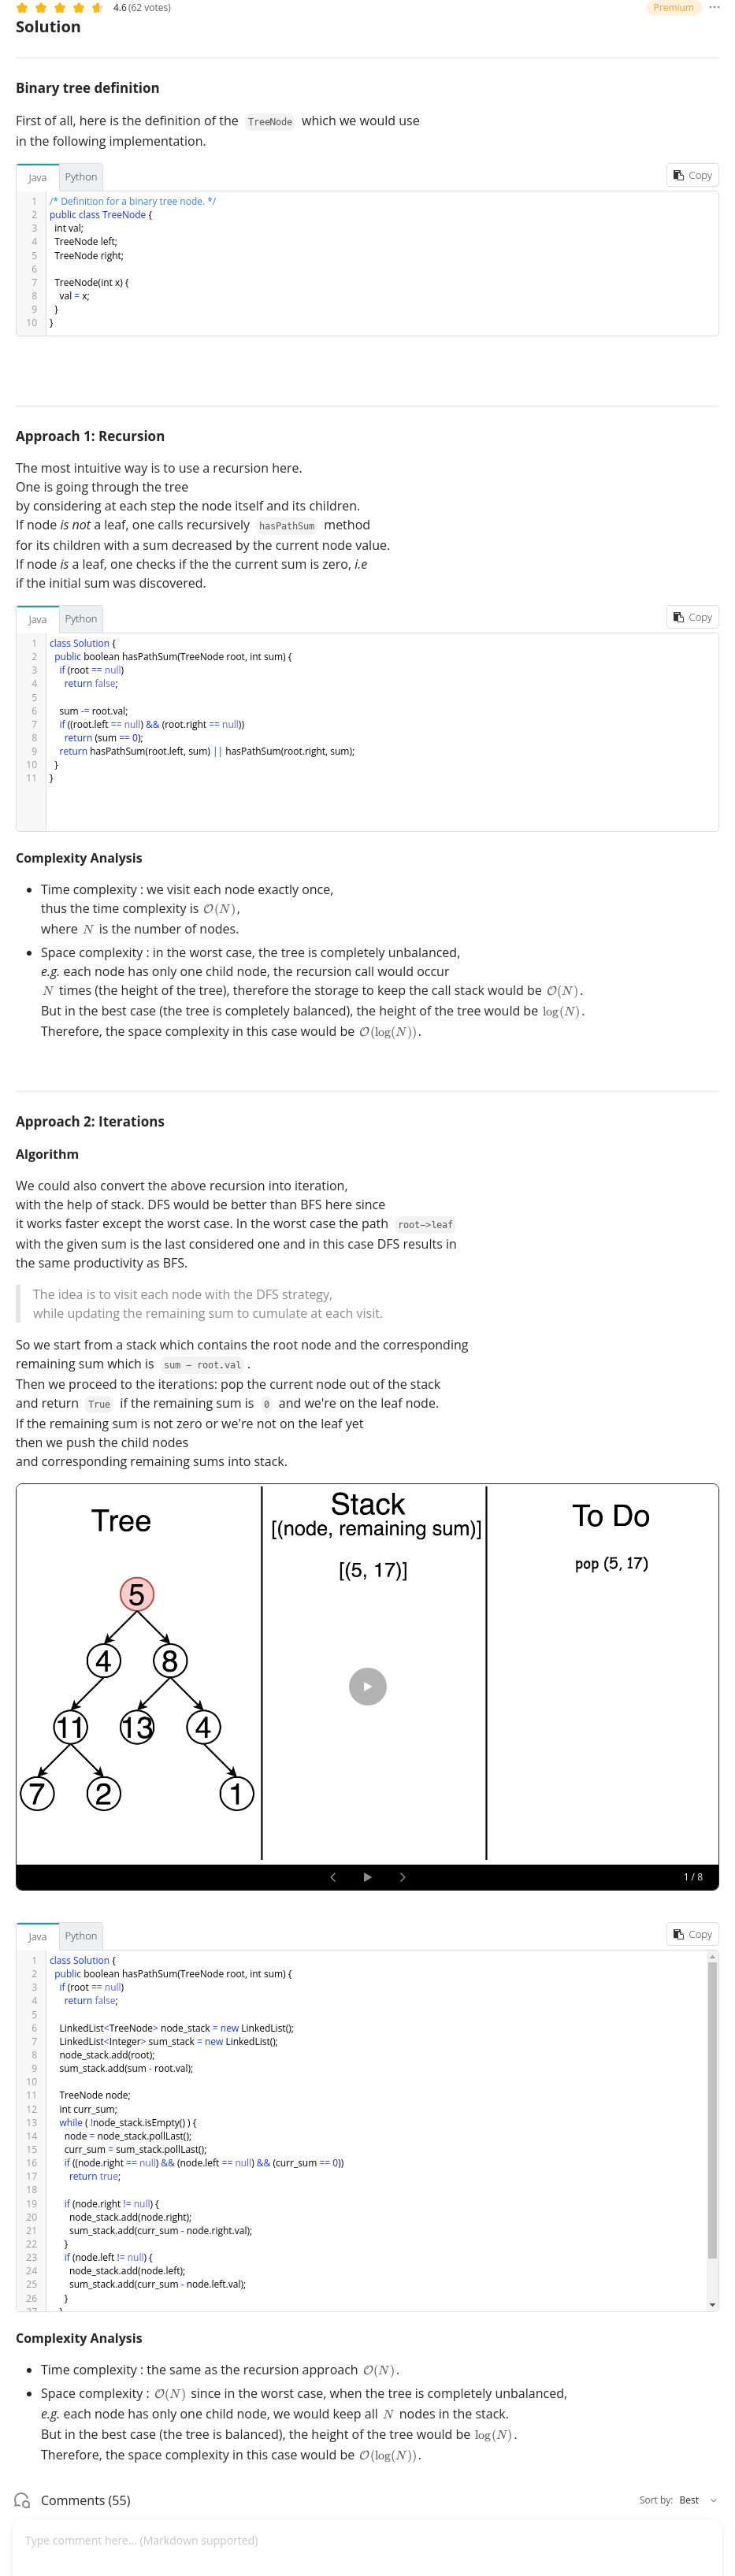 4.6 (62 votes)
Premium
Solution
Binary tree definition
First of all, here is the definition of the TreeNode which we would use
in the following implementation.
Java Python Copy
1 /* Definition for a binary tree node. */
2 public class TreeNode {
3 int val;
4 TreeNode left;
5 TreeNode right;
6
7 TreeNode(int x) {
8 val = x;
9 }
10 }
Approach 1: Recursion
The most intuitive way is to use a recursion here.
One is going through the tree
by considering at each step the node itself and its children.
If node is not a leaf, one calls recursively hasPathSum method
for its children with a sum decreased by the current node value.
If node is a leaf, one checks if the the current sum is zero, i.e
if the initial sum was discovered.
Java Python Copy
1 class Solution {
2 public boolean hasPathSum(TreeNode root, int sum) {
3 if (root == null)
4 return false;
5
6 sum -= root.val;
7 if ((root.left == null) && (root.right == null))
8 return (sum == 0);
9 return hasPathSum(root.left, sum) || hasPathSum(root.right, sum);
10 }
11 }
Complexity Analysis
• Time complexity : we visit each node exactly once,
thus the time complexity is O(N),
where N is the number of nodes.
• Space complexity : in the worst case, the tree is completely unbalanced,
e.g. each node has only one child node, the recursion call would occur
N times (the height of the tree), therefore the storage to keep the call stack would be O(N).
But in the best case (the tree is completely balanced), the height of the tree would be log(N).
Therefore, the space complexity in this case would be O(log(N)).
Approach 2: Iterations
Algorithm
We could also convert the above recursion into iteration,
with the help of stack. DFS would be better than BFS here since
it works faster except the worst case. In the worst case the path root->leaf
with the given sum is the last considered one and in this case DFS results in
the same productivity as BFS.
The idea is to visit each node with the DFS strategy,
while updating the remaining sum to cumulate at each visit.
So we start from a stack which contains the root node and the corresponding
remaining sum which is sum - root.val .
Then we proceed to the iterations: pop the current node out of the stack
and return True if the remaining sum is 0 and we're on the leaf node.
If the remaining sum is not zero or we're not on the leaf yet
then we push the child nodes
and corresponding remaining sums into stack.
Tree
5
4 8
11 13 4
7 2 1
Stack
[(node, remaining sum)]
[(5, 17)]
To Do
pop (5, 17)
1 / 8
Java Python Copy
1 class Solution {
2 public boolean hasPathSum(TreeNode root, int sum) {
3 if (root == null)
4 return false;
5
6 LinkedList<TreeNode> node_stack = new LinkedList();
7 LinkedList<Integer> sum_stack = new LinkedList();
8 node_stack.add(root);
9 sum_stack.add(sum - root.val);
10
11 TreeNode node;
12 int curr_sum;
13 while ( !node_stack.isEmpty() ) {
14 node = node_stack.pollLast();
15 curr_sum = sum_stack.pollLast();
16 if ((node.right == null) && (node.left == null) && (curr_sum == 0))
17 return true;
18
19 if (node.right != null) {
20 node_stack.add(node.right);
21 sum_stack.add(curr_sum - node.right.val);
22 }
23 if (node.left != null) {
24 node_stack.add(node.left);
25 sum_stack.add(curr_sum - node.left.val);
26 }
27 }
Complexity Analysis
• Time complexity : the same as the recursion approach O(N).
• Space complexity : O(N) since in the worst case, when the tree is completely unbalanced,
e.g. each node has only one child node, we would keep all N nodes in the stack.
But in the best case (the tree is balanced), the height of the tree would be log(N).
Therefore, the space complexity in this case would be O(log(N)).
Comments (55)
Sort by: Best
Type comment here... (Markdown supported)